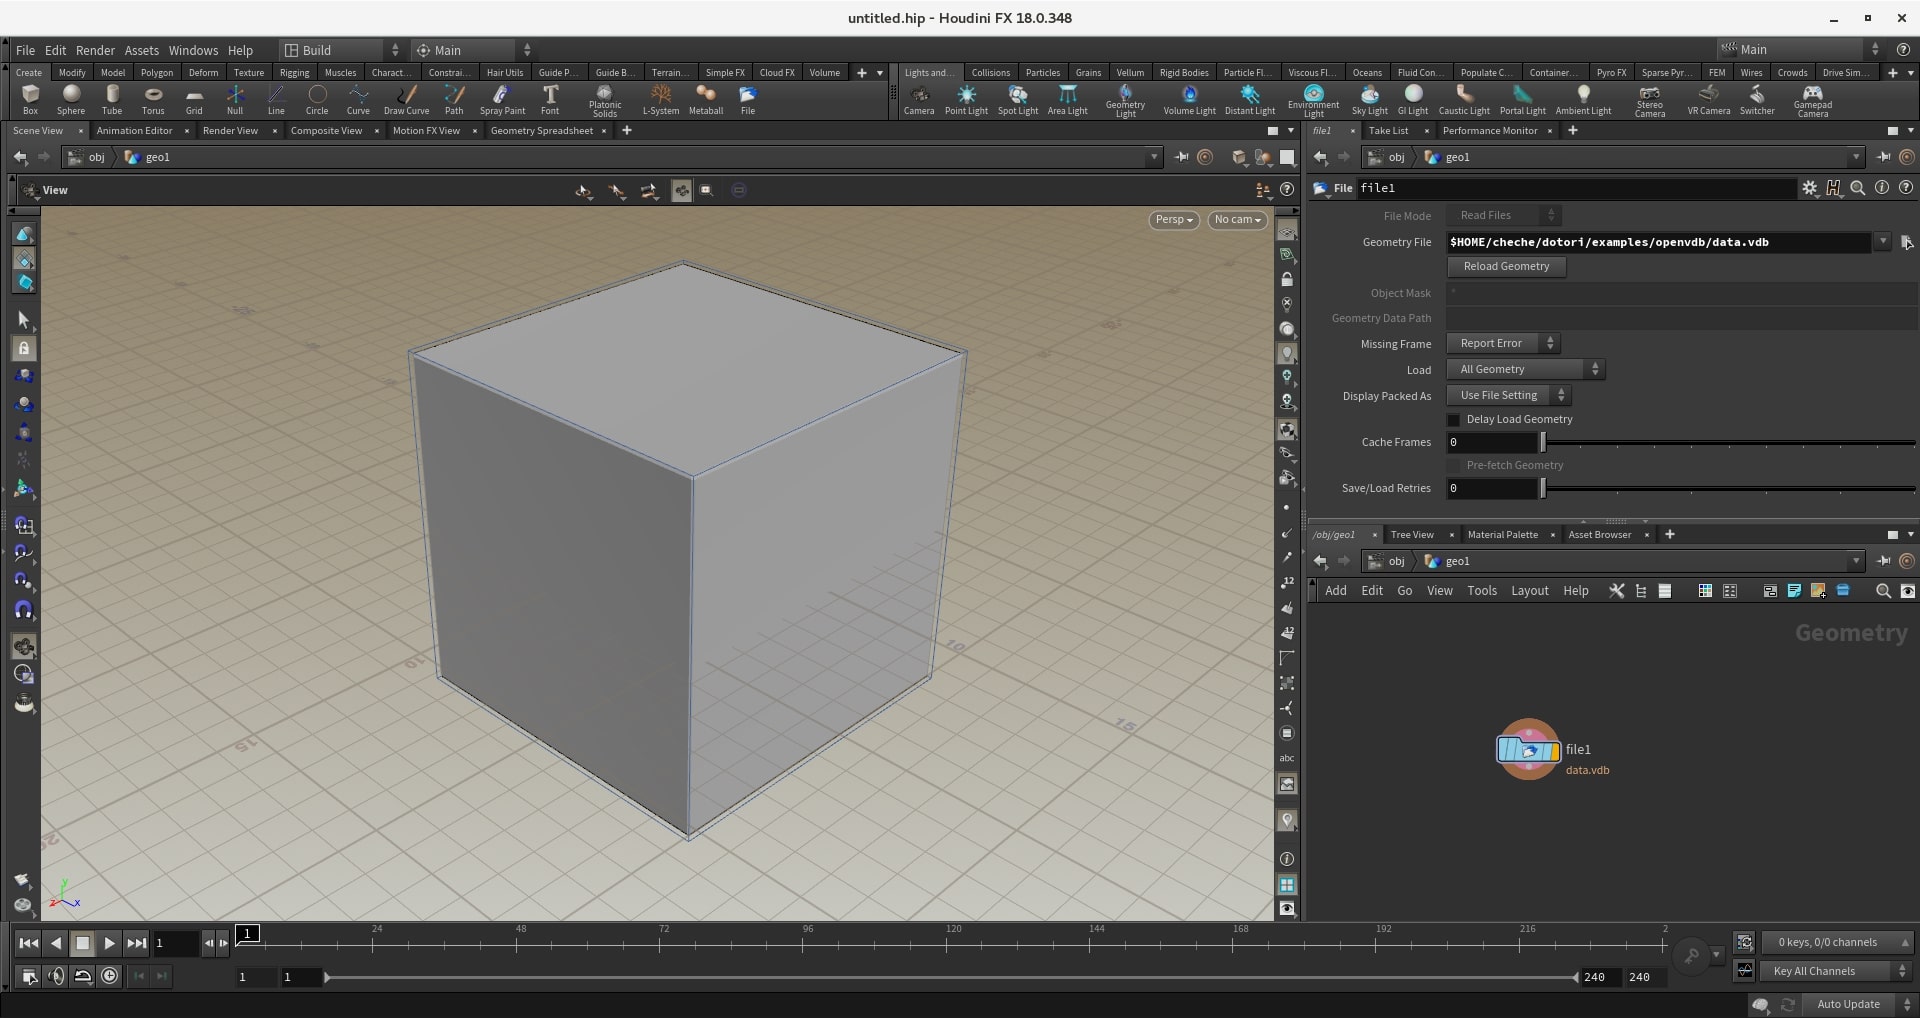 untitled.hip - Houdini FX 18.0.348
File Edit Render Assets Windows Help Build Main Main
Create Modify Model Polygon Deform Texture Rigging Muscles Charact... Constrai... Hair Utils Guide P... Guide B... Terrain... Simple FX Cloud FX Volume
Lights and... Collisions Particles Grains Vellum Rigid Bodies Particle Fl... Viscous Fl... Oceans Fluid Con... Populate C... Container... Pyro FX Sparse Pyr... FEM Wires Crowds Drive Sim...
Box Sphere Tube Torus Grid Null Line Circle Curve Draw Curve Path Spray Paint Font Platonic Solids L-System Metaball File
Camera Point Light Spot Light Area Light Geometry Light Volume Light Distant Light Environment Light Sky Light GI Light Caustic Light Portal Light Ambient Light Stereo Camera VR Camera Switcher Gamepad Camera
Scene View Animation Editor Render View Composite View Motion FX View Geometry Spreadsheet
obj geo1
View
Persp No cam
10
15
10
15
20
z y x
12
12
abc
file1 Take List Performance Monitor
obj geo1
File file1
File Mode Read Files
Geometry File $HOME/cheche/dotori/examples/openvdb/data.vdb
Reload Geometry
Object Mask *
Geometry Data Path
Missing Frame Report Error
Load All Geometry
Display Packed As Use File Setting
Delay Load Geometry
Cache Frames 0
Pre-fetch Geometry
Save/Load Retries 0
/obj/geo1 Tree View Material Palette Asset Browser
obj geo1
Add Edit Go View Tools Layout Help
Geometry
file1
data.vdb
1 1 24 48 72 96 120 144 168 192 216 2
0 keys, 0/0 channels
1 1 240 240
Key All Channels
Auto Update